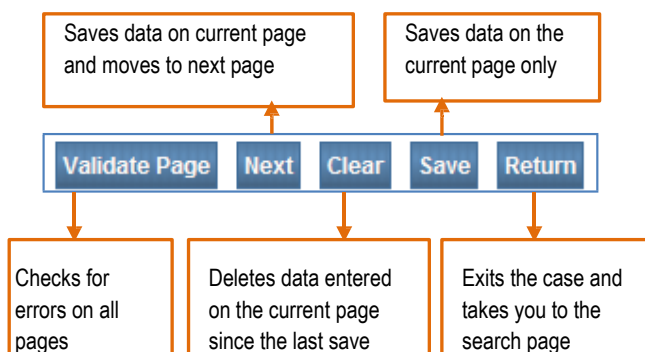 Saves data on current page
and moves to next page
Saves data on the
current page only
Validate Page Next Clear Save Return
Checks for
errors on all
pages
Deletes data entered
on the current page
since the last save
Exits the case and
takes you to the
search page